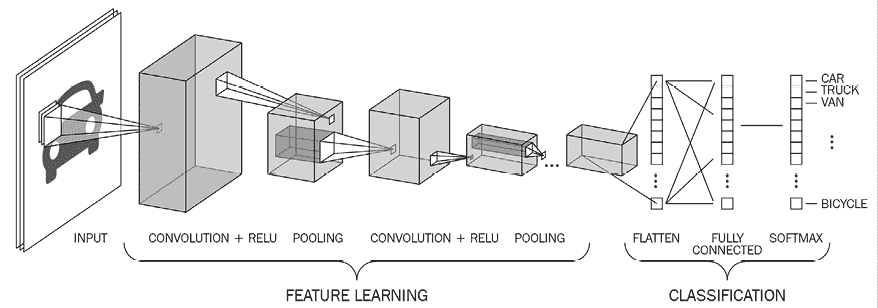 CAR
TRUCK
VAN
BICYCLE
INPUT
CONVOLUTION + RELU
POOLING
CONVOLUTION + RELU
POOLING
FLATTEN
FULLY
CONNECTED
SOFTMAX
FEATURE LEARNING
CLASSIFICATION